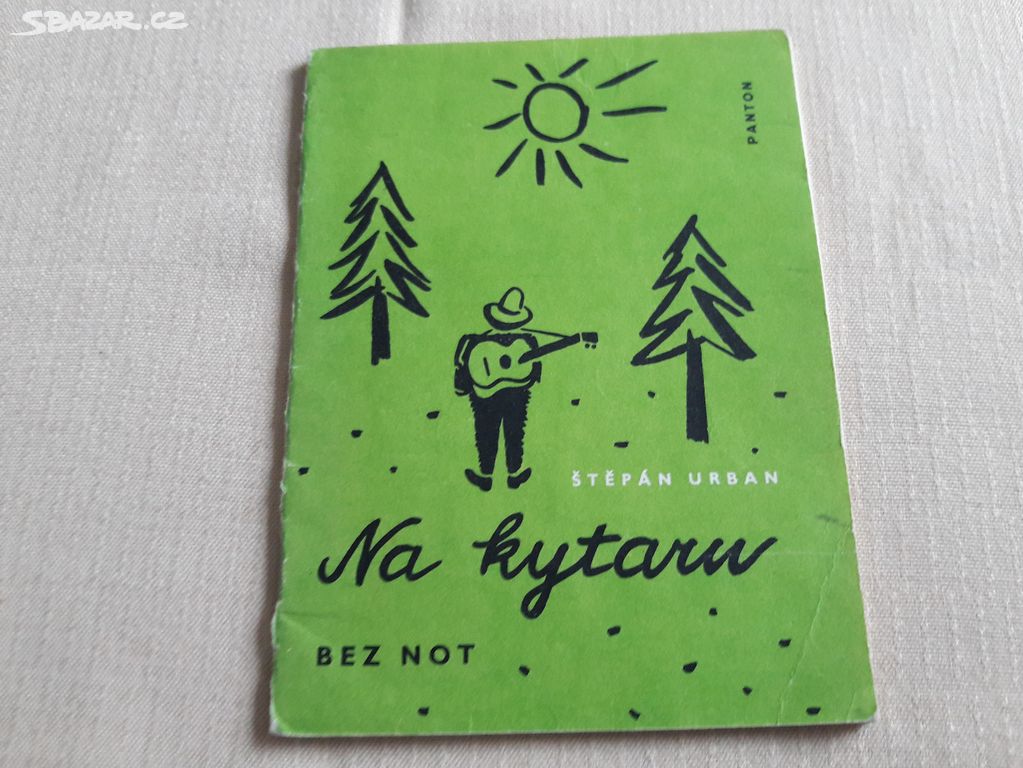 SBAZAR.CZ
PANTON
ŠTĚPÁN URBAN
Na kytaru
BEZ NOT